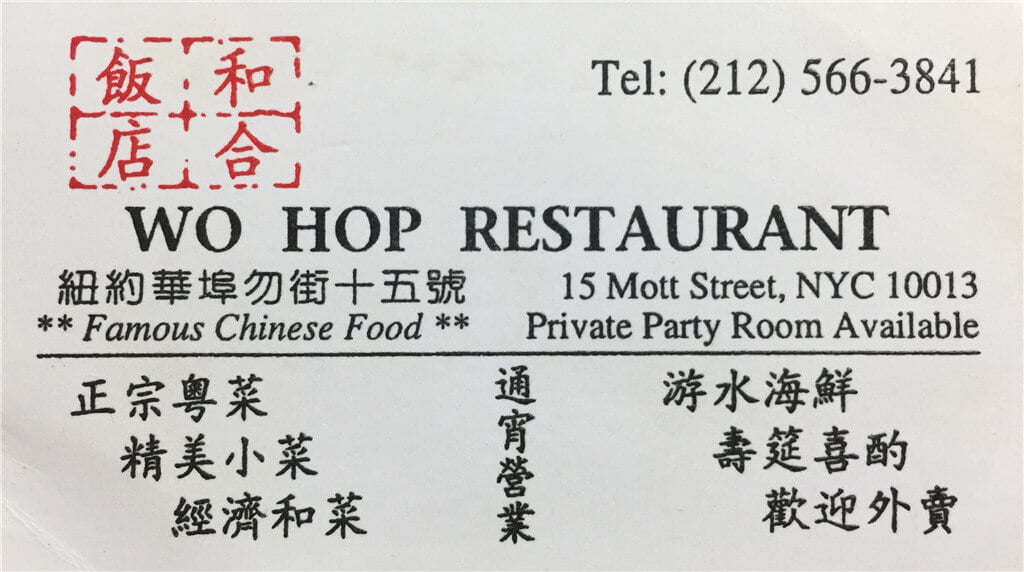 和合
飯店
Tel: (212) 566-3841
WO HOP RESTAURANT
紐約華埠勿街十五號
15 Mott Street, NYC 10013
** Famous Chinese Food **
Private Party Room Available
正宗粵菜
精美小菜
經濟和菜
通宵營業
游水海鮮
壽筵喜酌
歡迎外賣